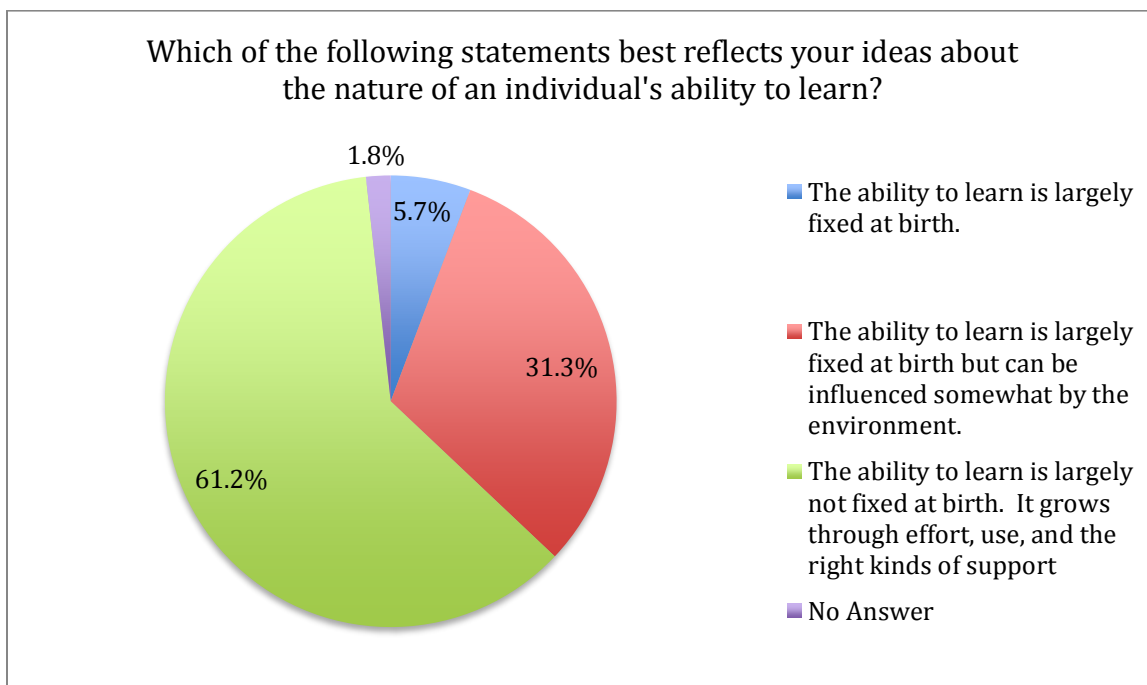 Which of the following statements best reflects your ideas about
the nature of an individual's ability to learn?
1.8%
5.7%
31.3%
61.2%
The ability to learn is largely
fixed at birth.
The ability to learn is largely
fixed at birth but can be
influenced somewhat by the
environment.
The ability to learn is largely
not fixed at birth.  It grows
through effort, use, and the
right kinds of support
No Answer